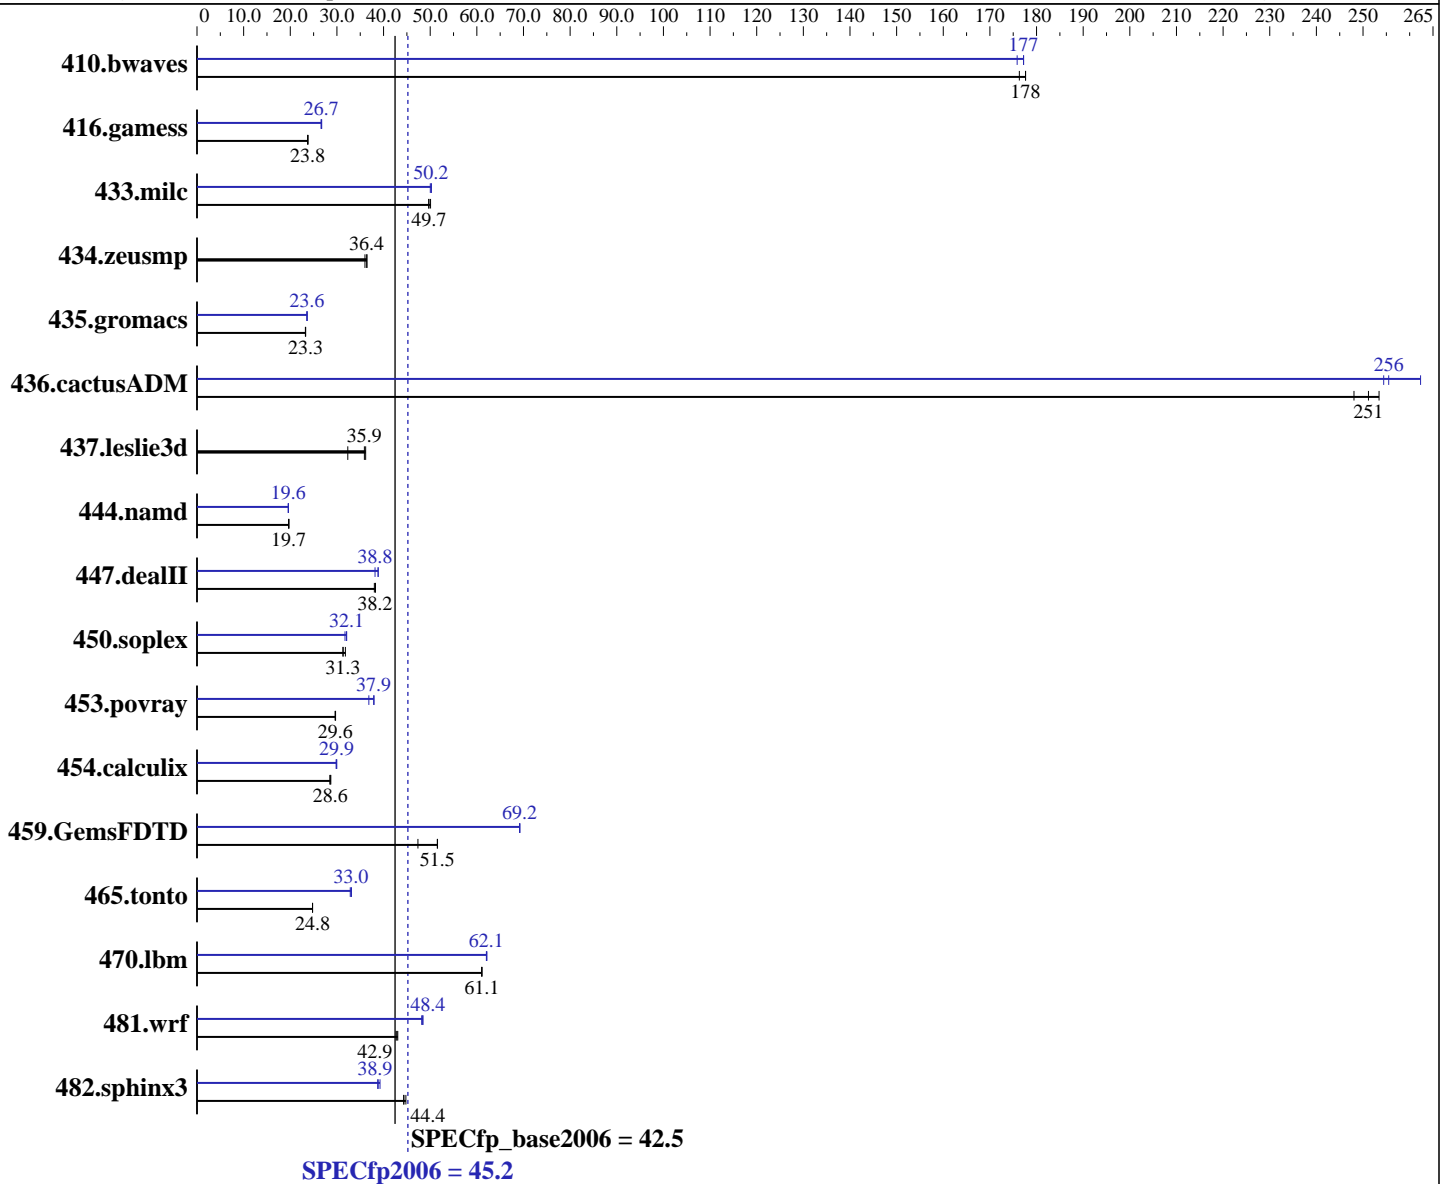 0 10.0 20.0 30.0 40.0 50.0 60.0 70.0 80.0 90.0 100 110 120 130 140 150 160 170 180 190 200 210 220 230 240 250 265
177
410.bwaves
178
26.7
416.gamess
23.8
50.2
433.milc
49.7
36.4
434.zeusmp
23.6
435.gromacs
23.3
256
436.cactusADM
251
35.9
437.leslie3d
19.6
444.namd
19.7
38.8
447.dealII
38.2
32.1
450.soplex
31.3
37.9
453.povray
29.6
29.9
454.calculix
28.6
69.2
459.GemsFDTD
51.5
33.0
465.tonto
24.8
62.1
470.lbm
61.1
48.4
481.wrf
42.9
38.9
482.sphinx3
44.4
SPECfp_base2006 = 42.5
SPECfp2006 = 45.2